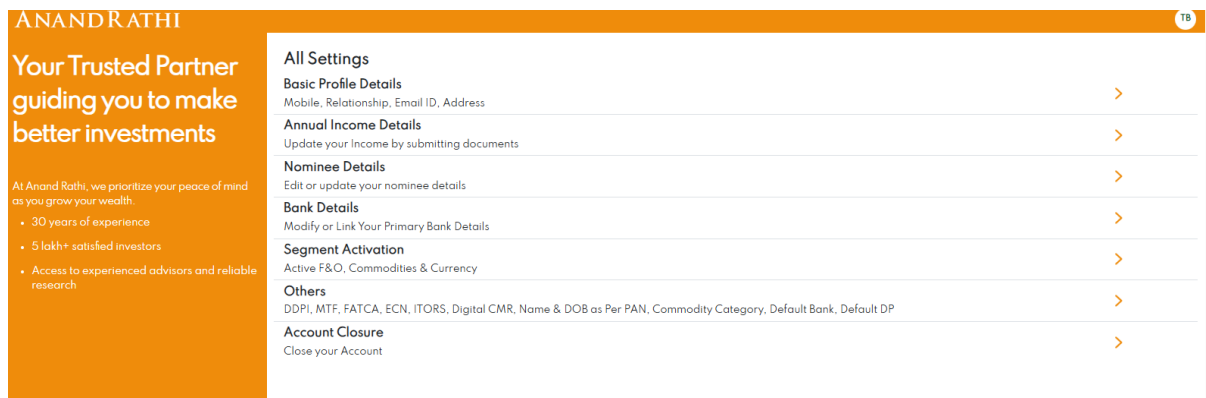 ANANDRATHI
TB
Your Trusted Partner
guiding you to make
better investments
At Anand Rathi, we prioritize your peace of mind
as you grow your wealth.
• 30 years of experience
• 5 lakh+ satisfied investors
• Access to experienced advisors and reliable
research
All Settings
Basic Profile Details
Mobile, Relationship, Email ID, Address
Annual Income Details
Update your Income by submitting documents
Nominee Details
Edit or update your nominee details
Bank Details
Modify or Link Your Primary Bank Details
Segment Activation
Active F&O, Commodities & Currency
Others
DDPI, MTF, FATCA, ECN, ITORS, Digital CMR, Name & DOB as Per PAN, Commodity Category, Default Bank, Default DP
Account Closure
Close your Account